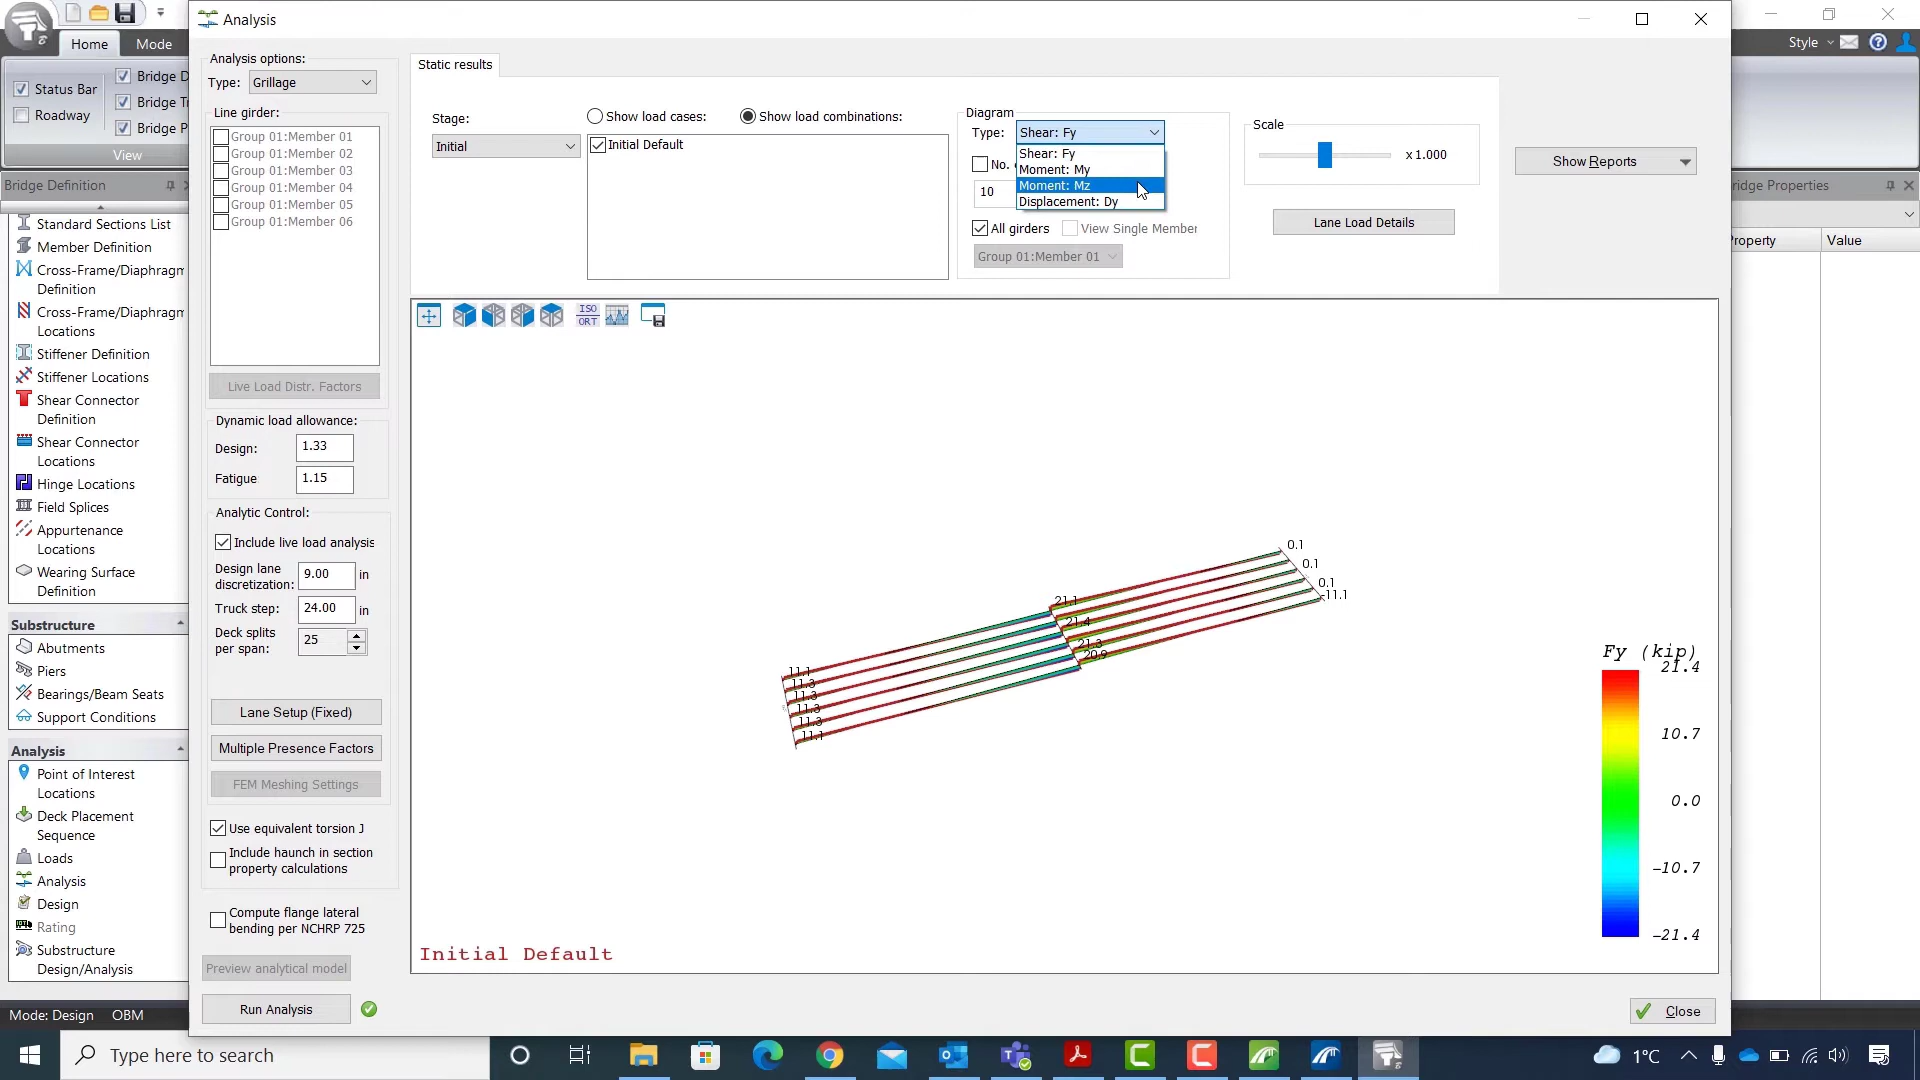 Analysis
Home
Mode
Style
Status Bar
Bridge D
Roadway
Bridge Tr
Bridge P
View
Bridge Definition
Standard Sections List
Member Definition
Cross-Frame/Diaphragm
Definition
Cross-Frame/Diaphragm
Locations
Stiffener Definition
Stiffener Locations
Shear Connector
Definition
Shear Connector
Locations
Hinge Locations
Field Splices
Appurtenance
Locations
Wearing Surface
Definition
Substructure
Abutments
Piers
Bearings/Beam Seats
Support Conditions
Analysis
Point of Interest
Locations
Deck Placement
Sequence
Loads
Analysis
Design
Rating
Substructure
Design/Analysis
Mode: Design
OBM
Analysis options:
Type:
Grillage
Line girder:
Group 01:Member 01
Group 01:Member 02
Group 01:Member 03
Group 01:Member 04
Group 01:Member 05
Group 01:Member 06
Live Load Distr. Factors
Dynamic load allowance:
Design:
1.33
Fatigue
1.15
Analytic Control:
Include live load analysis
Design lane
discretization:
9.00
in
Truck step:
24.00
in
Deck splits
per span:
25
Lane Setup (Fixed)
Multiple Presence Factors
FEM Meshing Settings
Use equivalent torsion J
Include haunch in section
property calculations
Compute flange lateral
bending per NCHRP 725
Preview analytical model
Run Analysis
Static results
Stage:
Initial
Show load cases:
Show load combinations:
Initial Default
Diagram
Type:
Shear: Fy
Shear: Fy
Moment: My
Moment: Mz
Displacement: Dy
No.
10
All girders
View Single Member
Group 01:Member 01
Scale
x 1.000
Lane Load Details
Show Reports
ridge Properties
roperty
Value
ISO
ORT
0.1
0.1
0.1
-11.1
21.1
21.4
21.3
20.9
11.1
11.3
11.3
11.3
11.3
11.1
Fy (kip)
21.4
10.7
0.0
-10.7
-21.4
Initial Default
Close
Type here to search
1°C